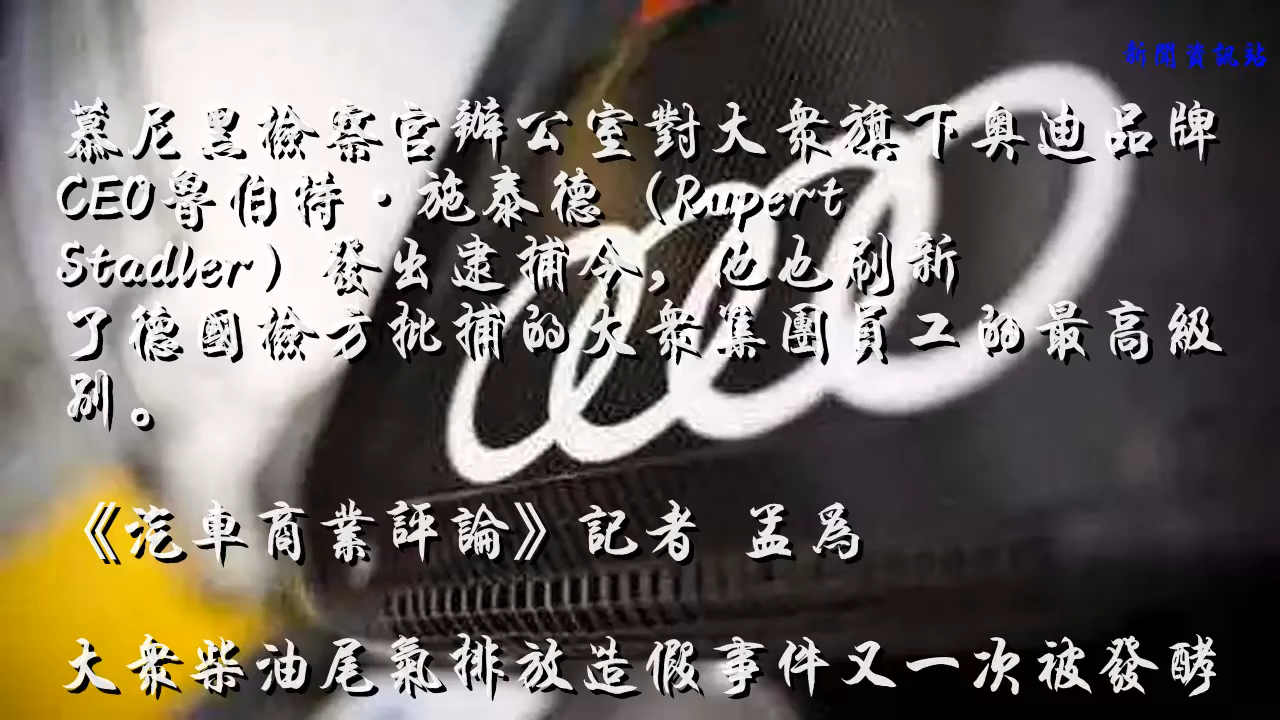 新聞資訊站
慕尼黑檢察官辦公室對大眾旗下奧迪品牌
CEO魯伯特·施泰德（Rupert
Stadler）發出逮捕令，他也刷新
了德國檢方批捕的大眾集團員工的最高級
別。
《汽車商業評論》記者 孟為
大眾柴油尾氣排放造假事件又一次被發酵